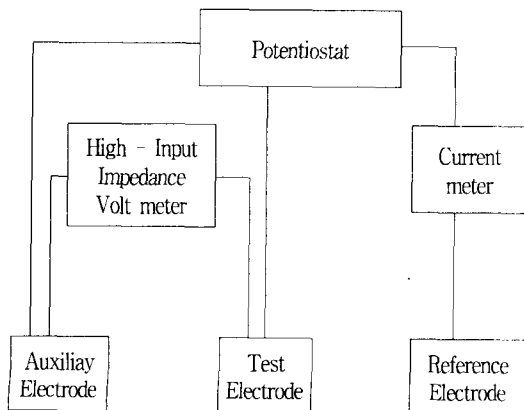 Potentiostat
High - Input
Impedance
Volt meter
Current
meter
Auxiliay
Electrode
Test
Electrode
Reference
Electrode